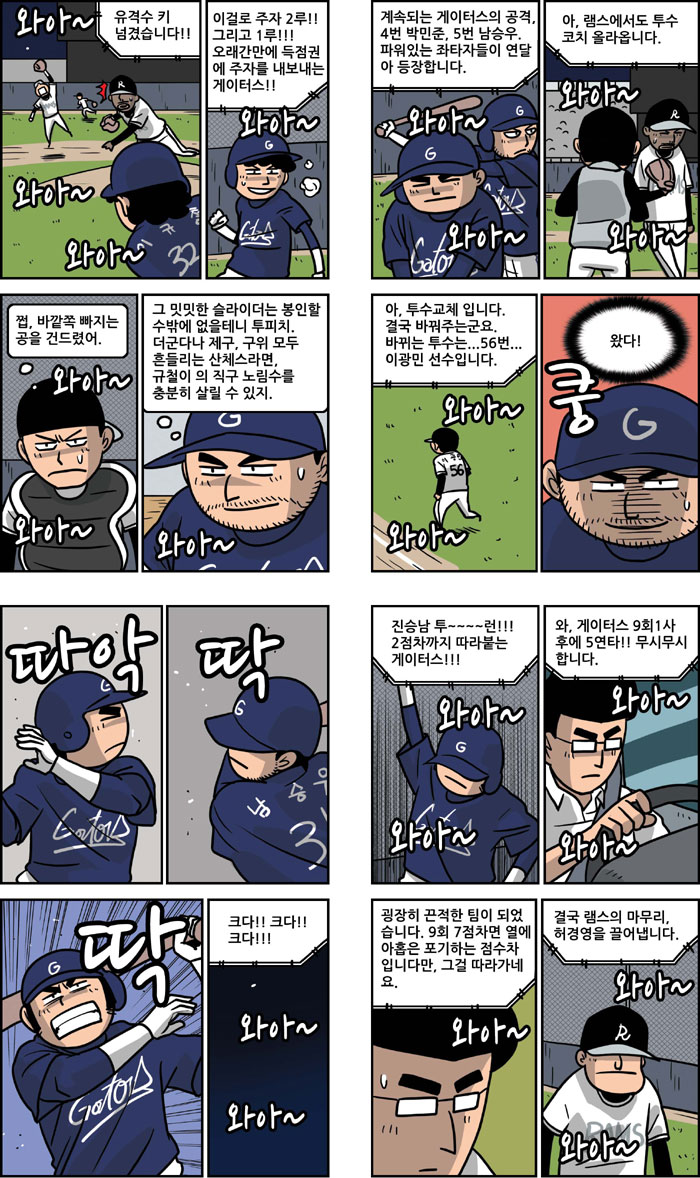 와아~
유격수 키
넘겼습니다!!
R
와아~
와아~
이규정
32
이걸로 주자 2루!!
그리고 1루!!!
오래간만에 득점권
에 주자를 내보내는
게이터스!!
와아~
G
Gators
와아~
계속되는 게이터스의 공격,
4번 박민준, 5번 남승우.
파워있는 좌타자들이 연달
아 등장합니다.
와아~
G
G
Gators
와아~
아, 램스에서도 투수
코치 올라옵니다.
와아~
R
와아~
쩝, 바깥쪽 빠지는
공을 건드렸어.
와아~
와아~
그 밋밋한 슬라이더는 봉인할
수밖에 없을테니 투피치.
더군다나 제구, 구위 모두
흔들리는 산체스라면,
규철이 의 직구 노림수를
충분히 살릴 수 있지.
G
와아~
아, 투수교체 입니다.
결국 바꿔주는군요.
바뀌는 투수는...56번...
이광민 선수입니다.
와아~
56
와아~
왔다!
쿵
G
따악
G
Gators
딱
G
남승우
진승남 투~~~~런!!!
2점차까지 따라붙는
게이터스!!!
와아~
G
와아~
Gators
와, 게이터스 9회1사
후에 5연타!! 무시무시
합니다.
와아~
와아~
딱
G
Gators
크다!! 크다!!
크다!!!
와아~
와아~
굉장히 끈적한 팀이 되었
습니다. 9회 7점차면 열에
아홉은 포기하는 점수차
입니다만, 그걸 따라가네
요.
와아~
결국 램스의 마무리,
허경영을 끌어냅니다.
와아~
R
RAMS
와아~